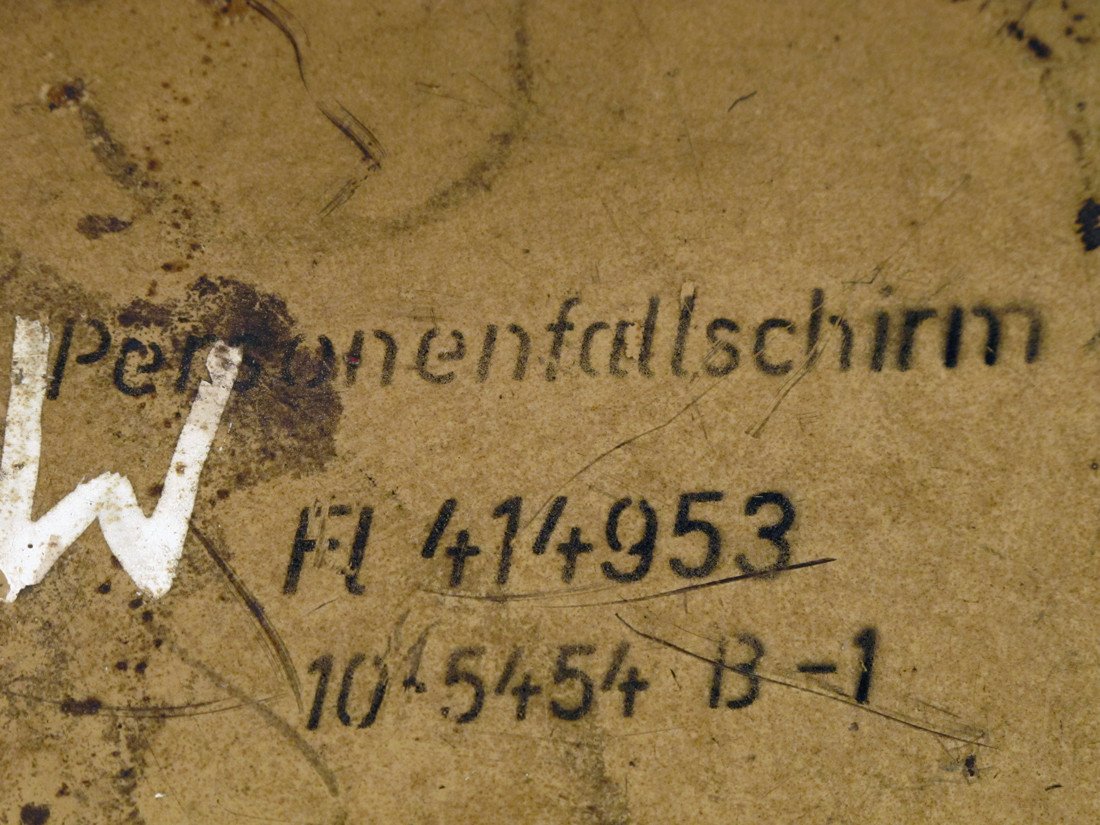 Personenfallschirm
W
Fl 414953
10-5454 B-1